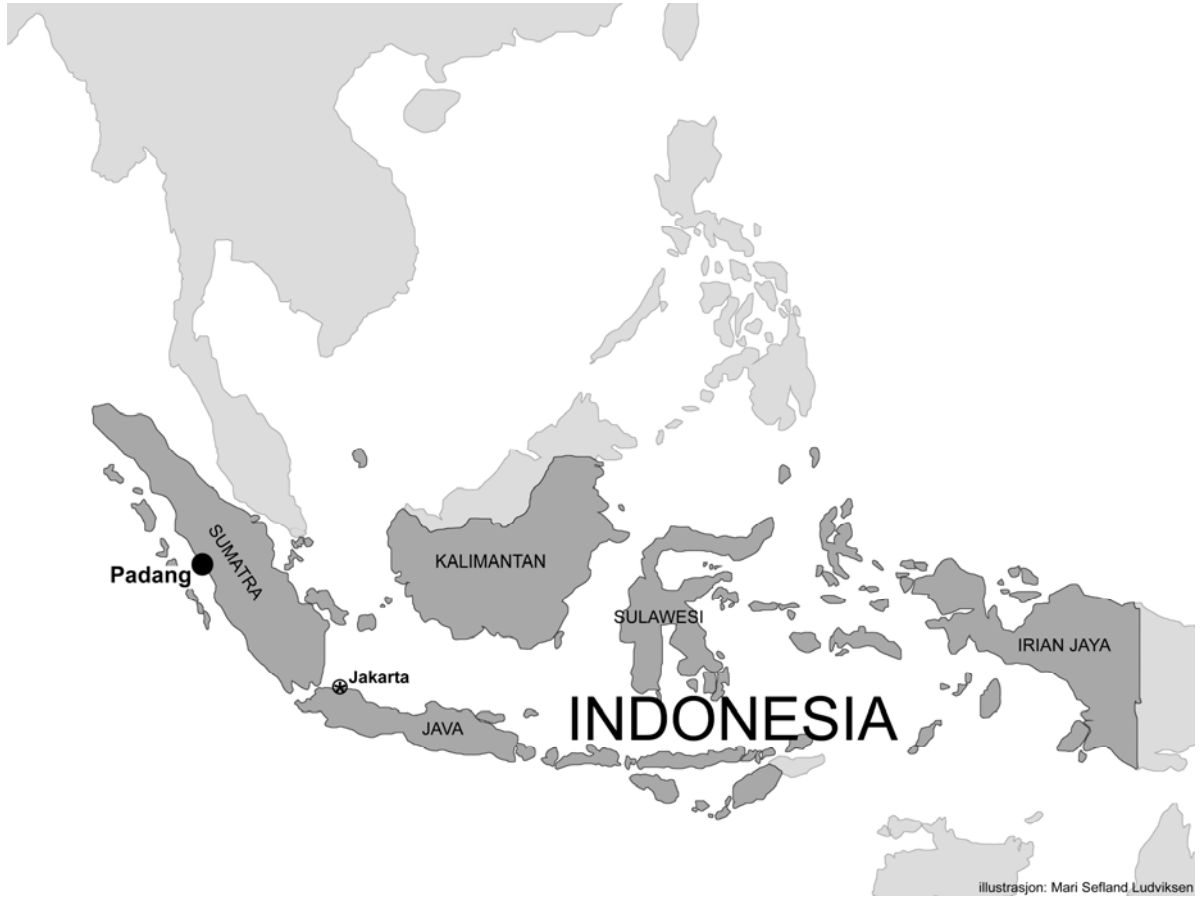 SUMATRA
KALIMANTAN
Padang
SULAWESI
IRIAN JAYA
Jakarta
INDONESIA
JAVA
illustrasjon: Mari Sefland Ludviksen